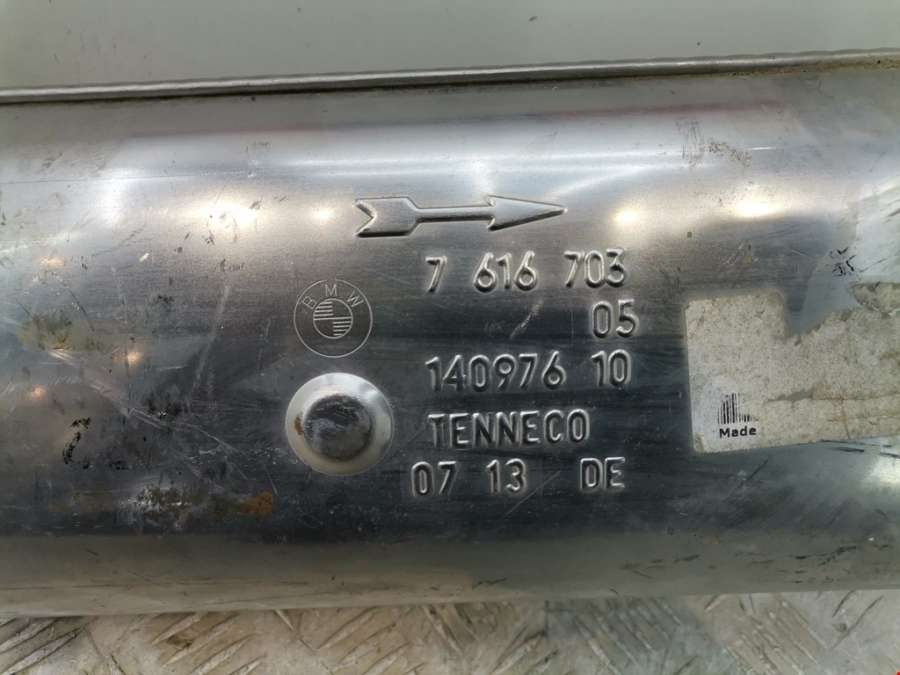 7 616 703
BMW
05
140976 10
TENNECO
07 13 DE
Made